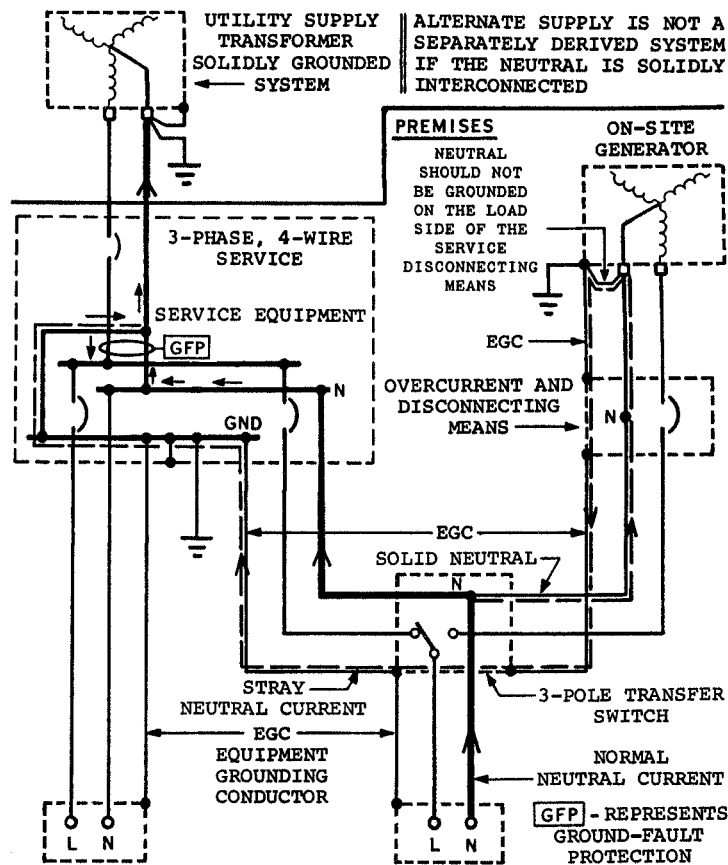 UTILITY SUPPLY
TRANSFORMER
SOLIDLY GROUNDED
SYSTEM
ALTERNATE SUPPLY IS NOT A
SEPARATELY DERIVED SYSTEM
IF THE NEUTRAL IS SOLIDLY
INTERCONNECTED
PREMISES
ON-SITE
GENERATOR
NEUTRAL
SHOULD NOT
BE GROUNDED
ON THE LOAD
SIDE OF THE
SERVICE
DISCONNECTING
MEANS
3-PHASE, 4-WIRE
SERVICE
SERVICE EQUIPMENT
GFP
EGC
N
OVERCURRENT AND
DISCONNECTING
MEANS
N
GND
EGC
SOLID NEUTRAL
N
STRAY
NEUTRAL CURRENT
3-POLE TRANSFER
SWITCH
EGC
EQUIPMENT
GROUNDING
CONDUCTOR
NORMAL
NEUTRAL CURRENT
L N
L N
GFP - REPRESENTS
GROUND-FAULT
PROTECTION